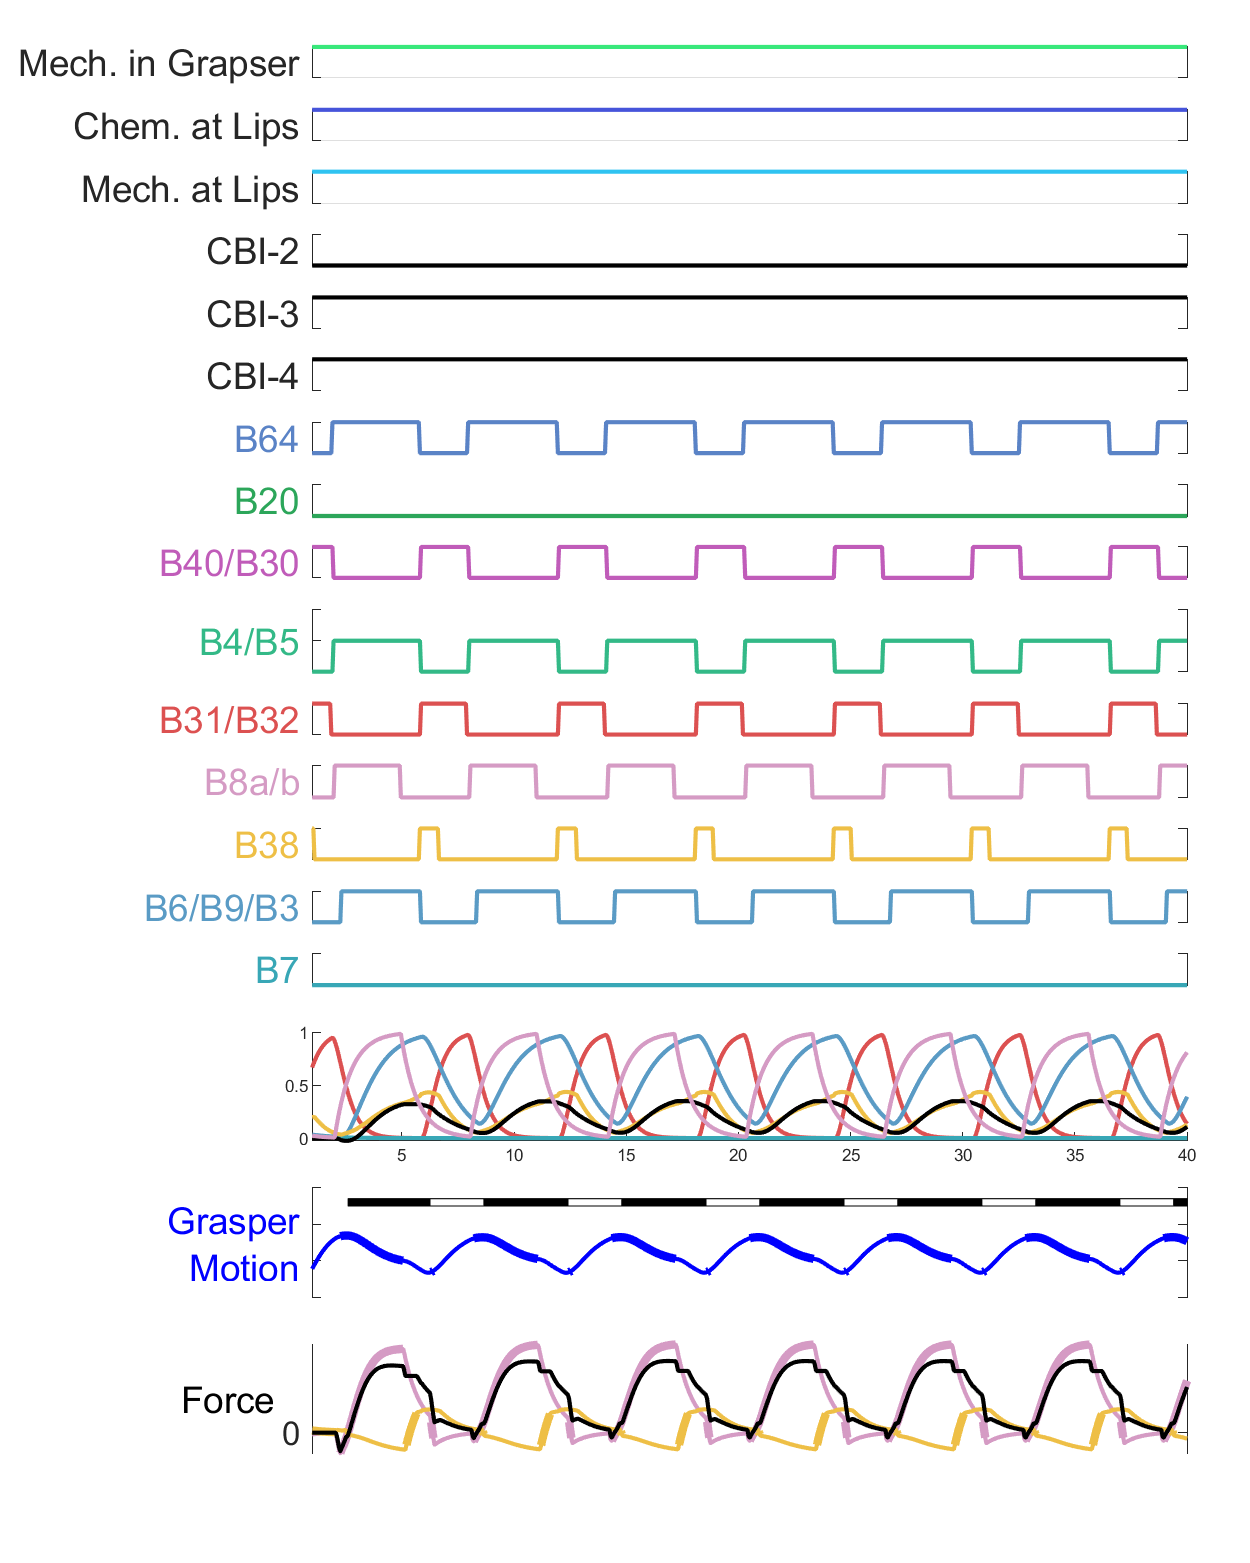 Mech. in Grapser
Chem. at Lips
Mech. at Lips
CBI-2
CBI-3
CBI-4
B64
B20
B40/B30
B4/B5
B31/B32
B8a/b
B38
B6/B9/B3
B7
1
0.5
0
5 10 15 20 25 30 35 40
Grasper
Motion
Force
0